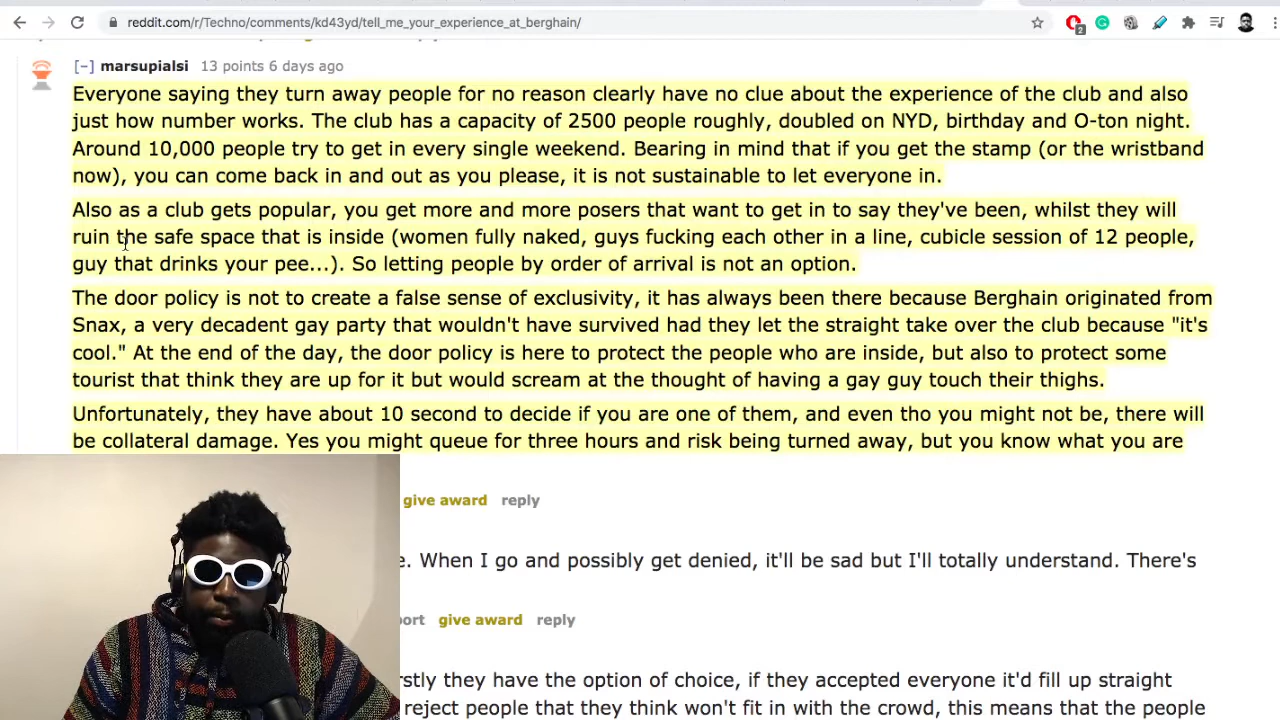 reddit.com/r/Techno/comments/kd43yd/tell_me_your_experience_at_berghain/
2
[-] marsupialsi 13 points 6 days ago
Everyone saying they turn away people for no reason clearly have no clue about the experience of the club and also
just how number works. The club has a capacity of 2500 people roughly, doubled on NYD, birthday and O-ton night.
Around 10,000 people try to get in every single weekend. Bearing in mind that if you get the stamp (or the wristband
now), you can come back in and out as you please, it is not sustainable to let everyone in.
Also as a club gets popular, you get more and more posers that want to get in to say they've been, whilst they will
ruin the safe space that is inside (women fully naked, guys fucking each other in a line, cubicle session of 12 people,
guy that drinks your pee...). So letting people by order of arrival is not an option.
The door policy is not to create a false sense of exclusivity, it has always been there because Berghain originated from
Snax, a very decadent gay party that wouldn't have survived had they let the straight take over the club because "it's
cool." At the end of the day, the door policy is here to protect the people who are inside, but also to protect some
tourist that think they are up for it but would scream at the thought of having a gay guy touch their thighs.
Unfortunately, they have about 10 second to decide if you are one of them, and even tho you might not be, there will
be collateral damage. Yes you might queue for three hours and risk being turned away, but you know what you are
give award reply
e. When I go and possibly get denied, it'll be sad but I'll totally understand. There's
ort give award reply
rstly they have the option of choice, if they accepted everyone it'd fill up straight
reject people that they think won't fit in with the crowd, this means that the people